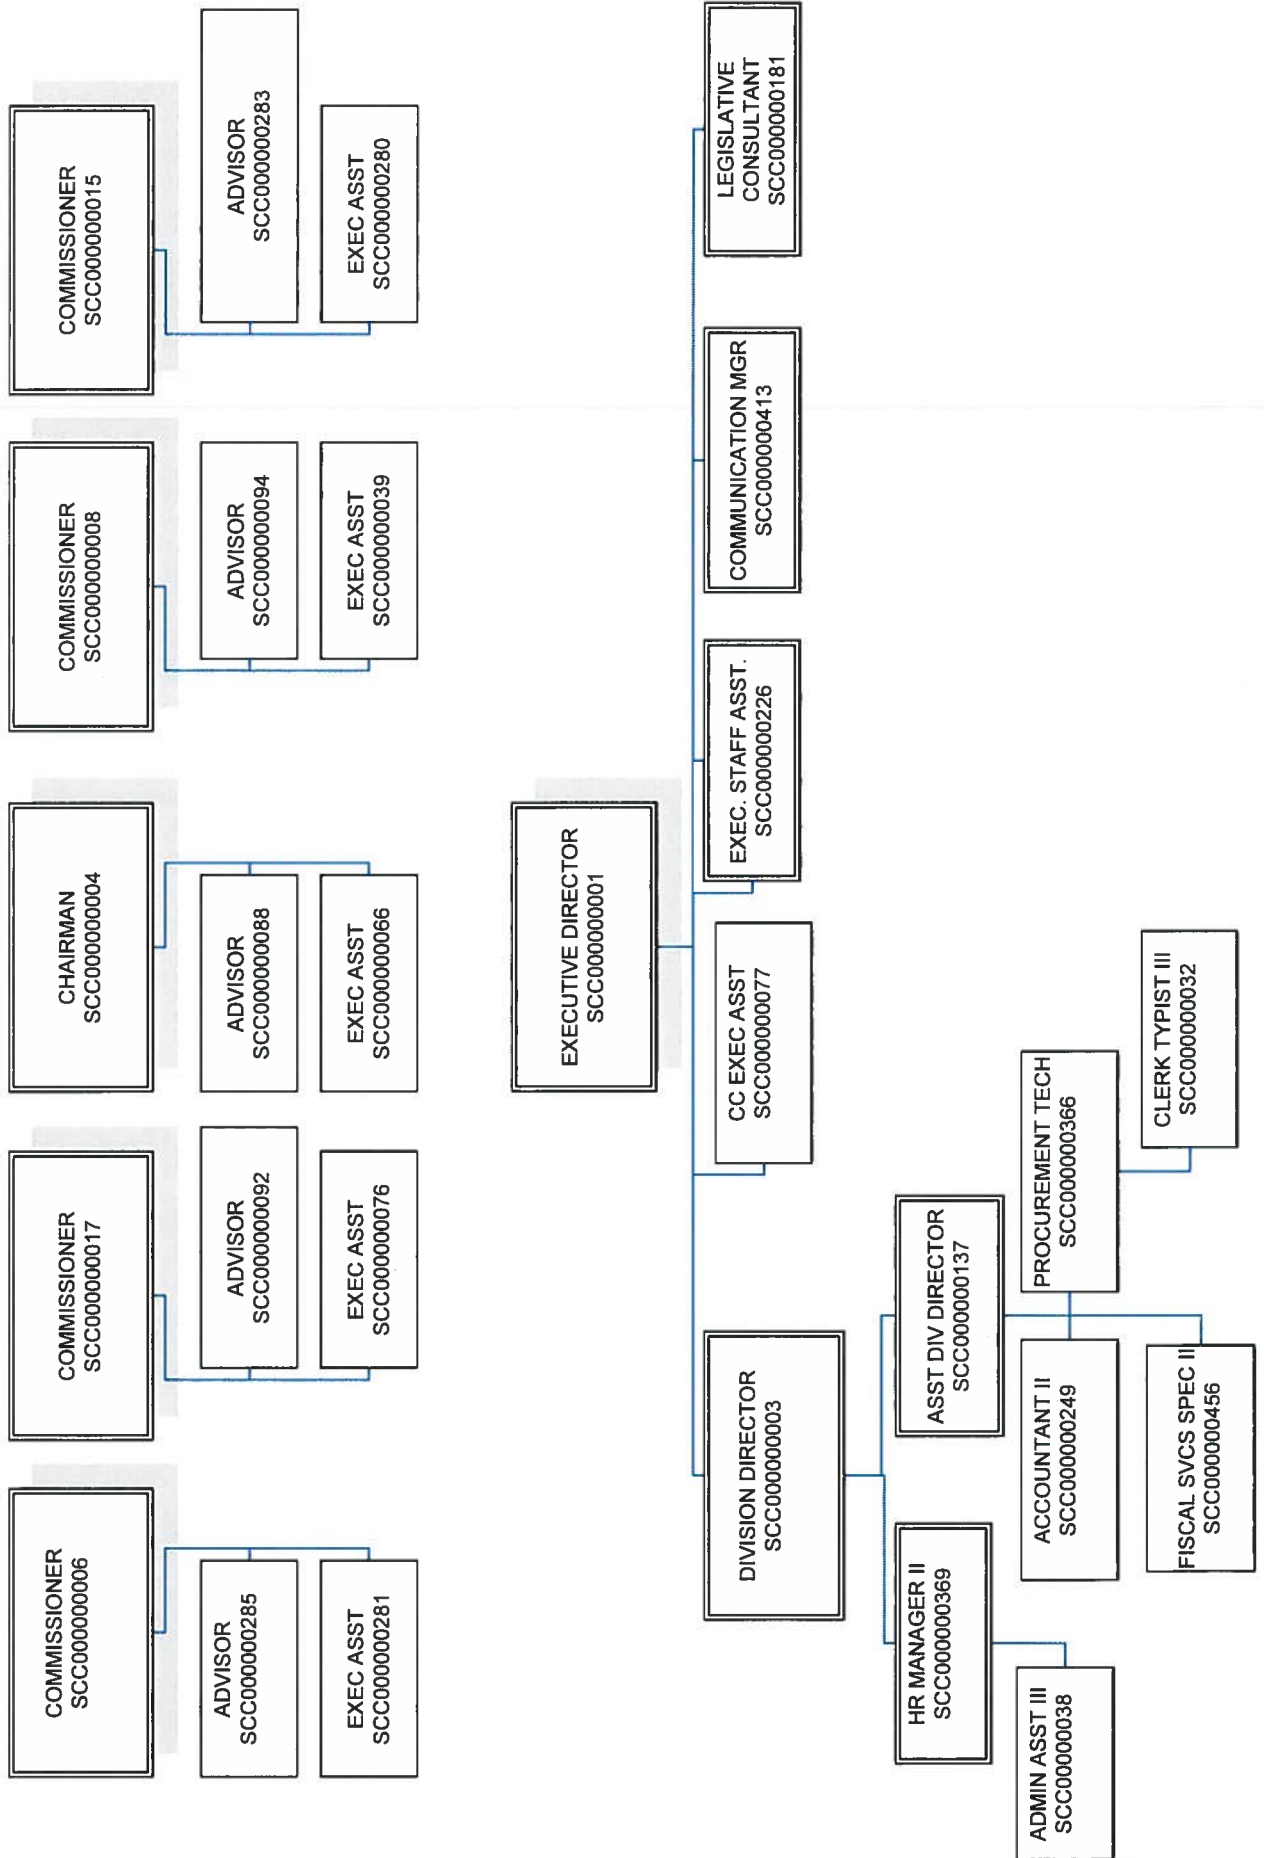 COMMISSIONER
SCC000000006
COMMISSIONER
SCC000000017
CHAIRMAN
SCC000000004
COMMISSIONER
SCC000000008
COMMISSIONER
SCC000000015
ADVISOR
SCC000000285
ADVISOR
SCC000000092
ADVISOR
SCC000000088
ADVISOR
SCC000000094
ADVISOR
SCC000000283
EXEC ASST
SCC000000281
EXEC ASST
SCC000000076
EXEC ASST
SCC000000066
EXEC ASST
SCC000000039
EXEC ASST
SCC000000280
EXECUTIVE DIRECTOR
SCC000000001
DIVISION DIRECTOR
SCC000000003
CC EXEC ASST
SCC000000077
EXEC. STAFF ASST.
SCC000000226
COMMUNICATION MGR
SCC000000413
LEGISLATIVE
CONSULTANT
SCC000000181
HR MANAGER II
SCC000000369
ASST DIV DIRECTOR
SCC000000137
ADMIN ASST III
SCC000000038
ACCOUNTANT II
SCC000000249
PROCUREMENT TECH
SCC000000366
FISCAL SVCS SPEC II
SCC000000456
CLERK TYPIST III
SCC000000032